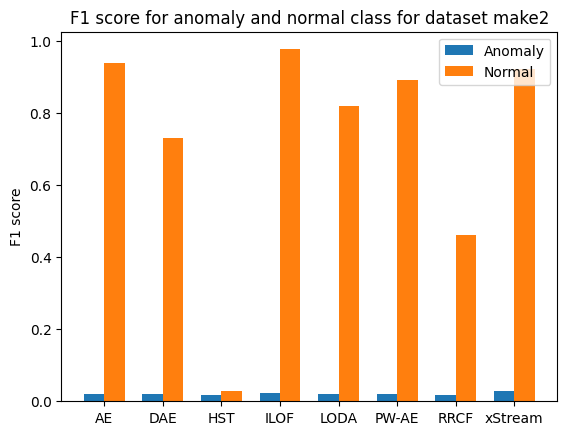 F1 score for anomaly and normal class for dataset make2
Anomaly
Normal
F1 score
1.0
0.8
0.6
0.4
0.2
0.0
AE DAE HST ILOF LODA PW-AE RRCF xStream